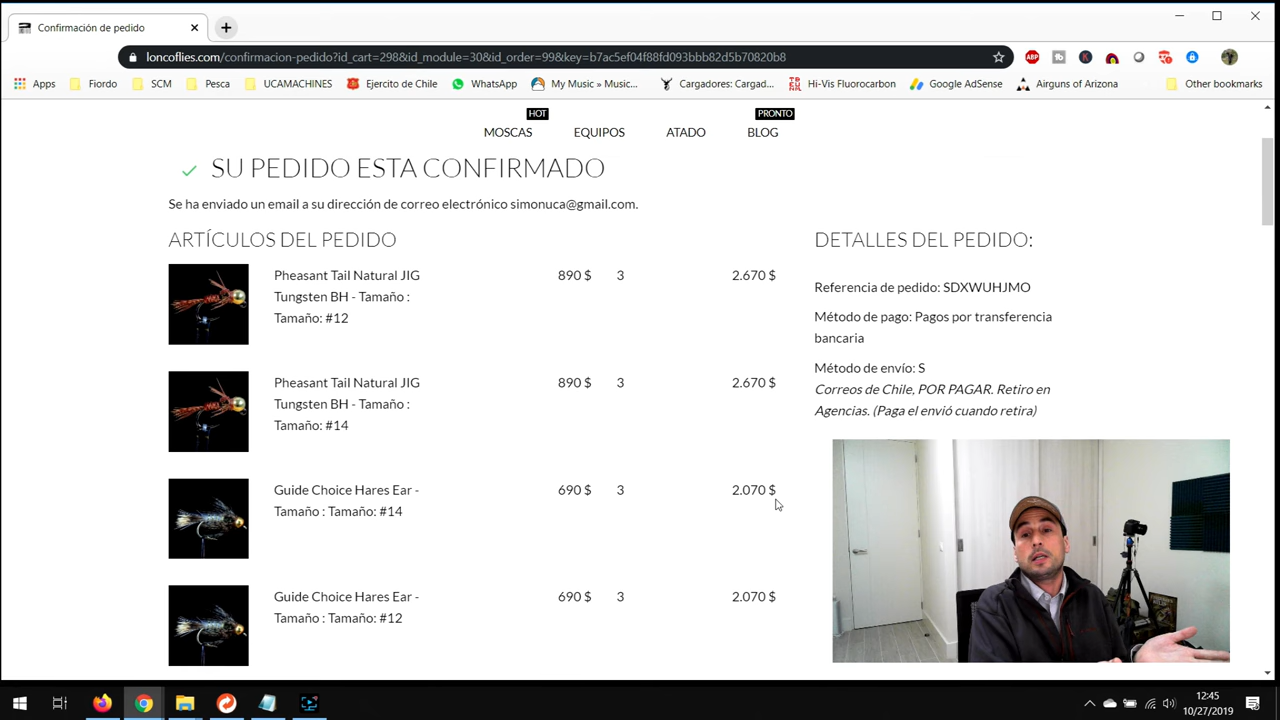 Confirmación de pedido
loncoflies.com/confirmacion-pedido?id_cart=298&id_module=30&id_order=99&key=b7ac5ef04f88fd093bbb82d5b70820b8
ABP
Apps Fiordo SCM Pesca UCAMACHINES Ejercito de Chile WhatsApp My Music » Music... Cargadores: Cargad... Hi-Vis Fluorocarbon Google AdSense Airguns of Arizona Other bookmarks
HOT PRONTO
MOSCAS EQUIPOS ATADO BLOG
SU PEDIDO ESTA CONFIRMADO
Se ha enviado un email a su dirección de correo electrónico simonuca@gmail.com.
ARTÍCULOS DEL PEDIDO
Pheasant Tail Natural JIG 890 $ 3 2.670 $
Tungsten BH - Tamaño :
Tamaño: #12
Pheasant Tail Natural JIG 890 $ 3 2.670 $
Tungsten BH - Tamaño :
Tamaño: #14
Guide Choice Hares Ear - 690 $ 3 2.070 $
Tamaño : Tamaño: #14
Guide Choice Hares Ear - 690 $ 3 2.070 $
Tamaño : Tamaño: #12
DETALLES DEL PEDIDO:
Referencia de pedido: SDXWUHJMO
Método de pago: Pagos por transferencia
bancaria
Método de envío: S
Correos de Chile, POR PAGAR. Retiro en
Agencias. (Paga el envió cuando retira)
12:45
10/27/2019